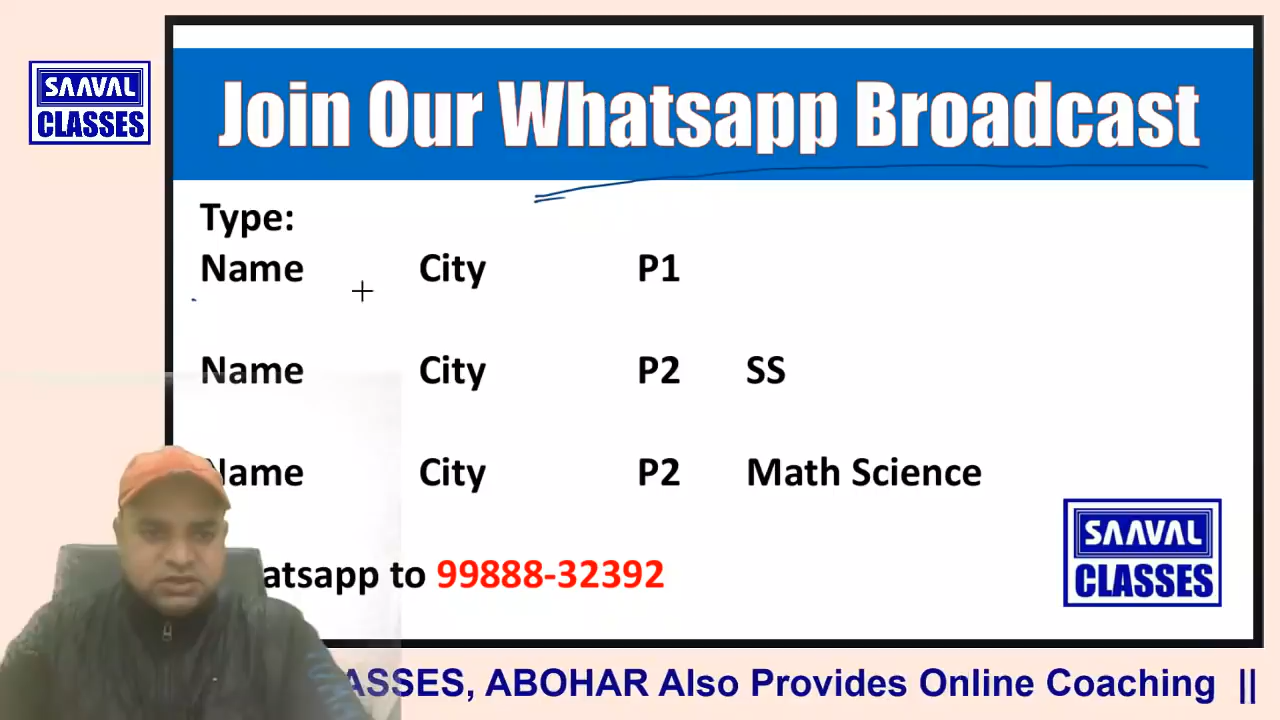 SAAVAL
CLASSES
Join Our Whatsapp Broadcast
Type:
Name City P1
Name City P2 SS
Name City P2 Math Science
atsapp to 99888-32392
SAAVAL
CLASSES
ASSES, ABOHAR Also Provides Online Coaching ||